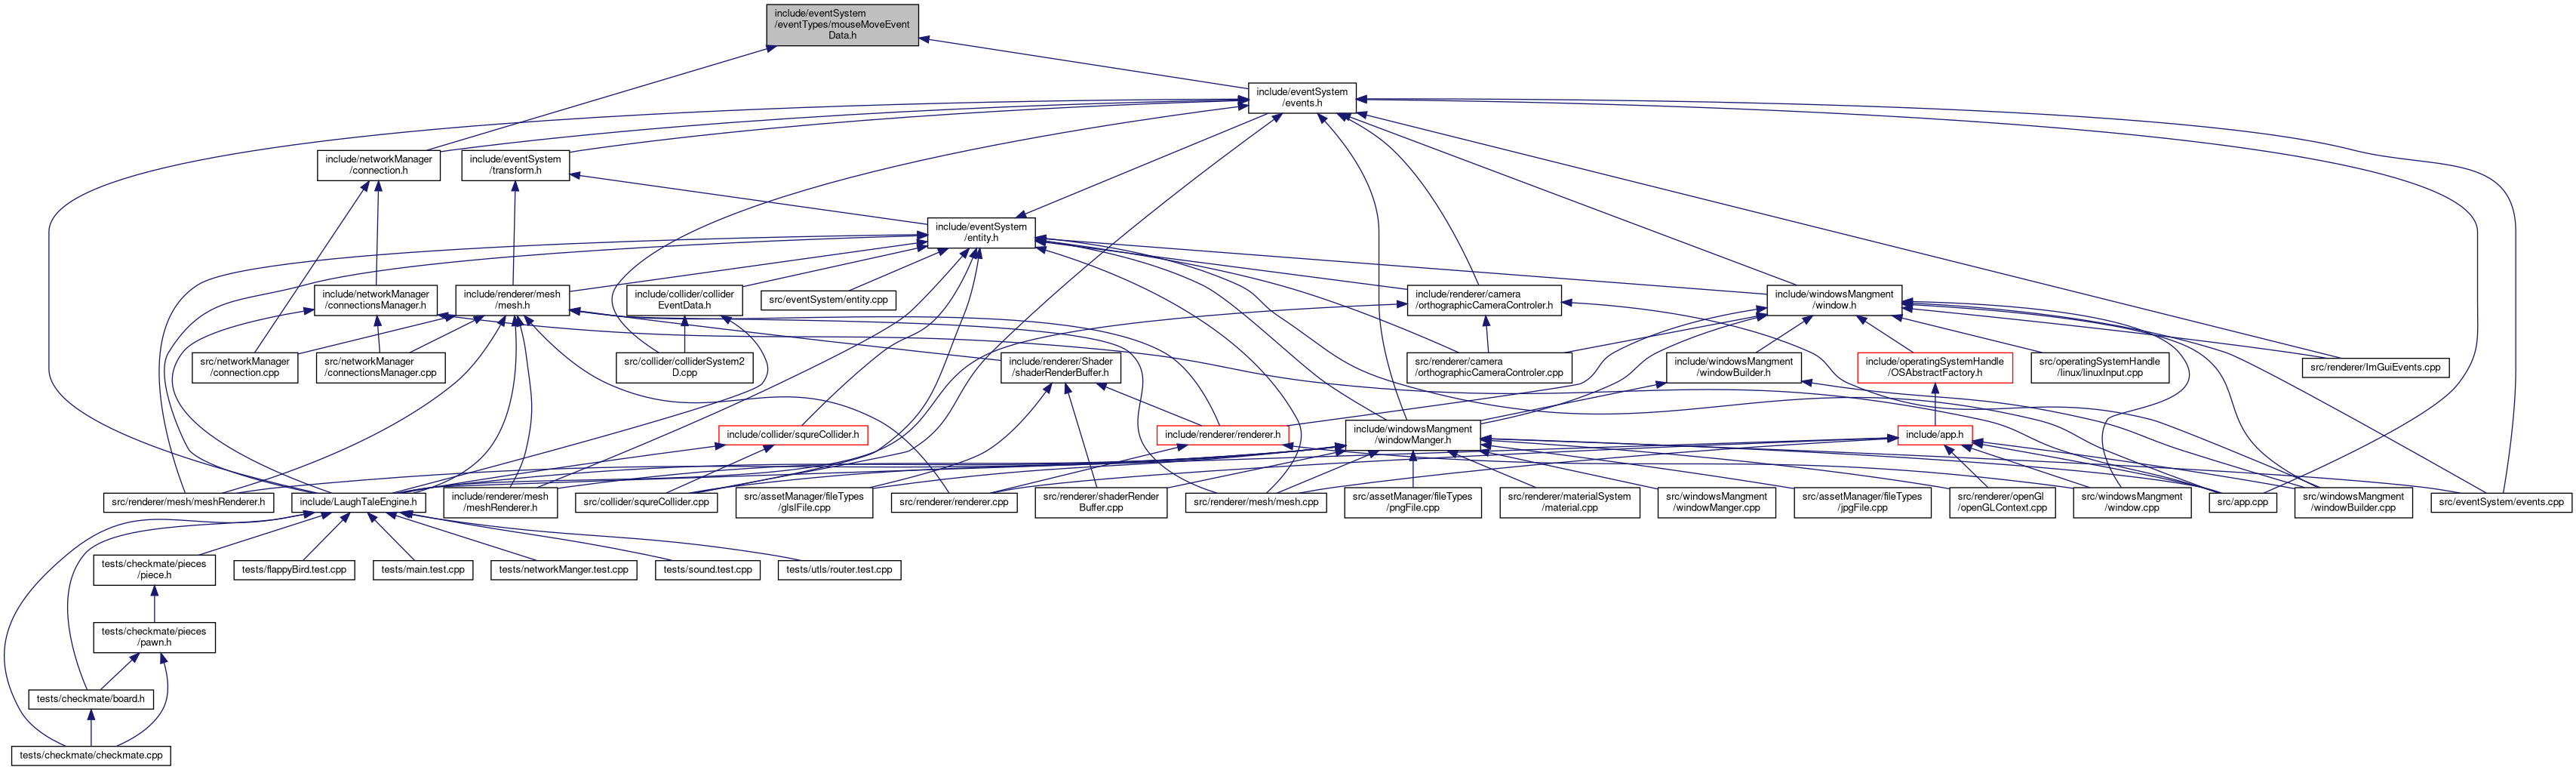 include/eventSystem
/eventTypes/mouseMoveEvent
Data.h
include/eventSystem
/events.h
include/networkManager
/connection.h
include/eventSystem
/transform.h
include/eventSystem
/entity.h
include/networkManager
/connectionsManager.h
include/renderer/mesh
/mesh.h
include/collider/collider
EventData.h
src/eventSystem/entity.cpp
include/renderer/camera
/orthographicCameraControler.h
include/windowsMangment
/window.h
src/networkManager
/connection.cpp
src/networkManager
/connectionsManager.cpp
src/collider/colliderSystem2
D.cpp
include/renderer/Shader
/shaderRenderBuffer.h
src/renderer/camera
/orthographicCameraControler.cpp
include/windowsMangment
/windowBuilder.h
include/operatingSystemHandle
/OSAbstractFactory.h
src/operatingSystemHandle
/linux/linuxInput.cpp
src/renderer/ImGuiEvents.cpp
include/collider/squreCollider.h
include/renderer/renderer.h
include/windowsMangment
/windowManger.h
include/app.h
src/renderer/mesh/meshRenderer.h
include/LaughTaleEngine.h
include/renderer/mesh
/meshRenderer.h
src/collider/squreCollider.cpp
src/assetManager/fileTypes
/glslFile.cpp
src/renderer/renderer.cpp
src/renderer/shaderRender
Buffer.cpp
src/renderer/mesh/mesh.cpp
src/assetManager/fileTypes
/pngFile.cpp
src/renderer/materialSystem
/material.cpp
src/windowsMangment
/windowManger.cpp
src/assetManager/fileTypes
/jpgFile.cpp
src/renderer/openGl
/openGLContext.cpp
src/windowsMangment
/window.cpp
src/app.cpp
src/windowsMangment
/windowBuilder.cpp
src/eventSystem/events.cpp
tests/checkmate/pieces
/piece.h
tests/flappyBird.test.cpp
tests/main.test.cpp
tests/networkManger.test.cpp
tests/sound.test.cpp
tests/utls/router.test.cpp
tests/checkmate/pieces
/pawn.h
tests/checkmate/board.h
tests/checkmate/checkmate.cpp